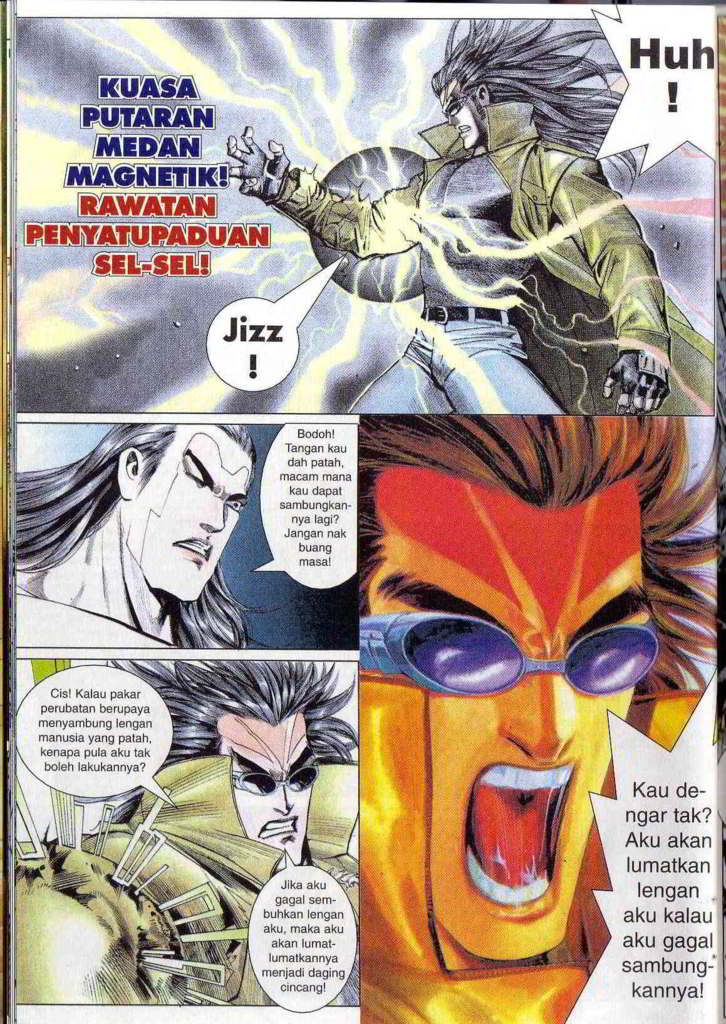 Huh
!
KUASA
PUTARAN
MEDAN
MAGNETIK!
RAWATAN
PENYATUPADUAN
SEL-SEL!
Jizz
!
Bodoh!
Tangan kau
dah patah,
macam mana
kau dapat
sambungkan-
nya lagi?
Jangan nak
buang
masa!
Cis! Kalau pakar
perubatan berupaya
menyambung lengan
manusia yang patah,
kenapa pula aku tak
boleh lakukannya?
Jika aku
gagal sem-
buhkan lengan
aku, maka aku
akan lumat-
lumatkannya
menjadi daging
cincang!
Kau de-
ngar tak?
Aku akan
lumatkan
lengan
aku kalau
aku gagal
sambung-
kannya!